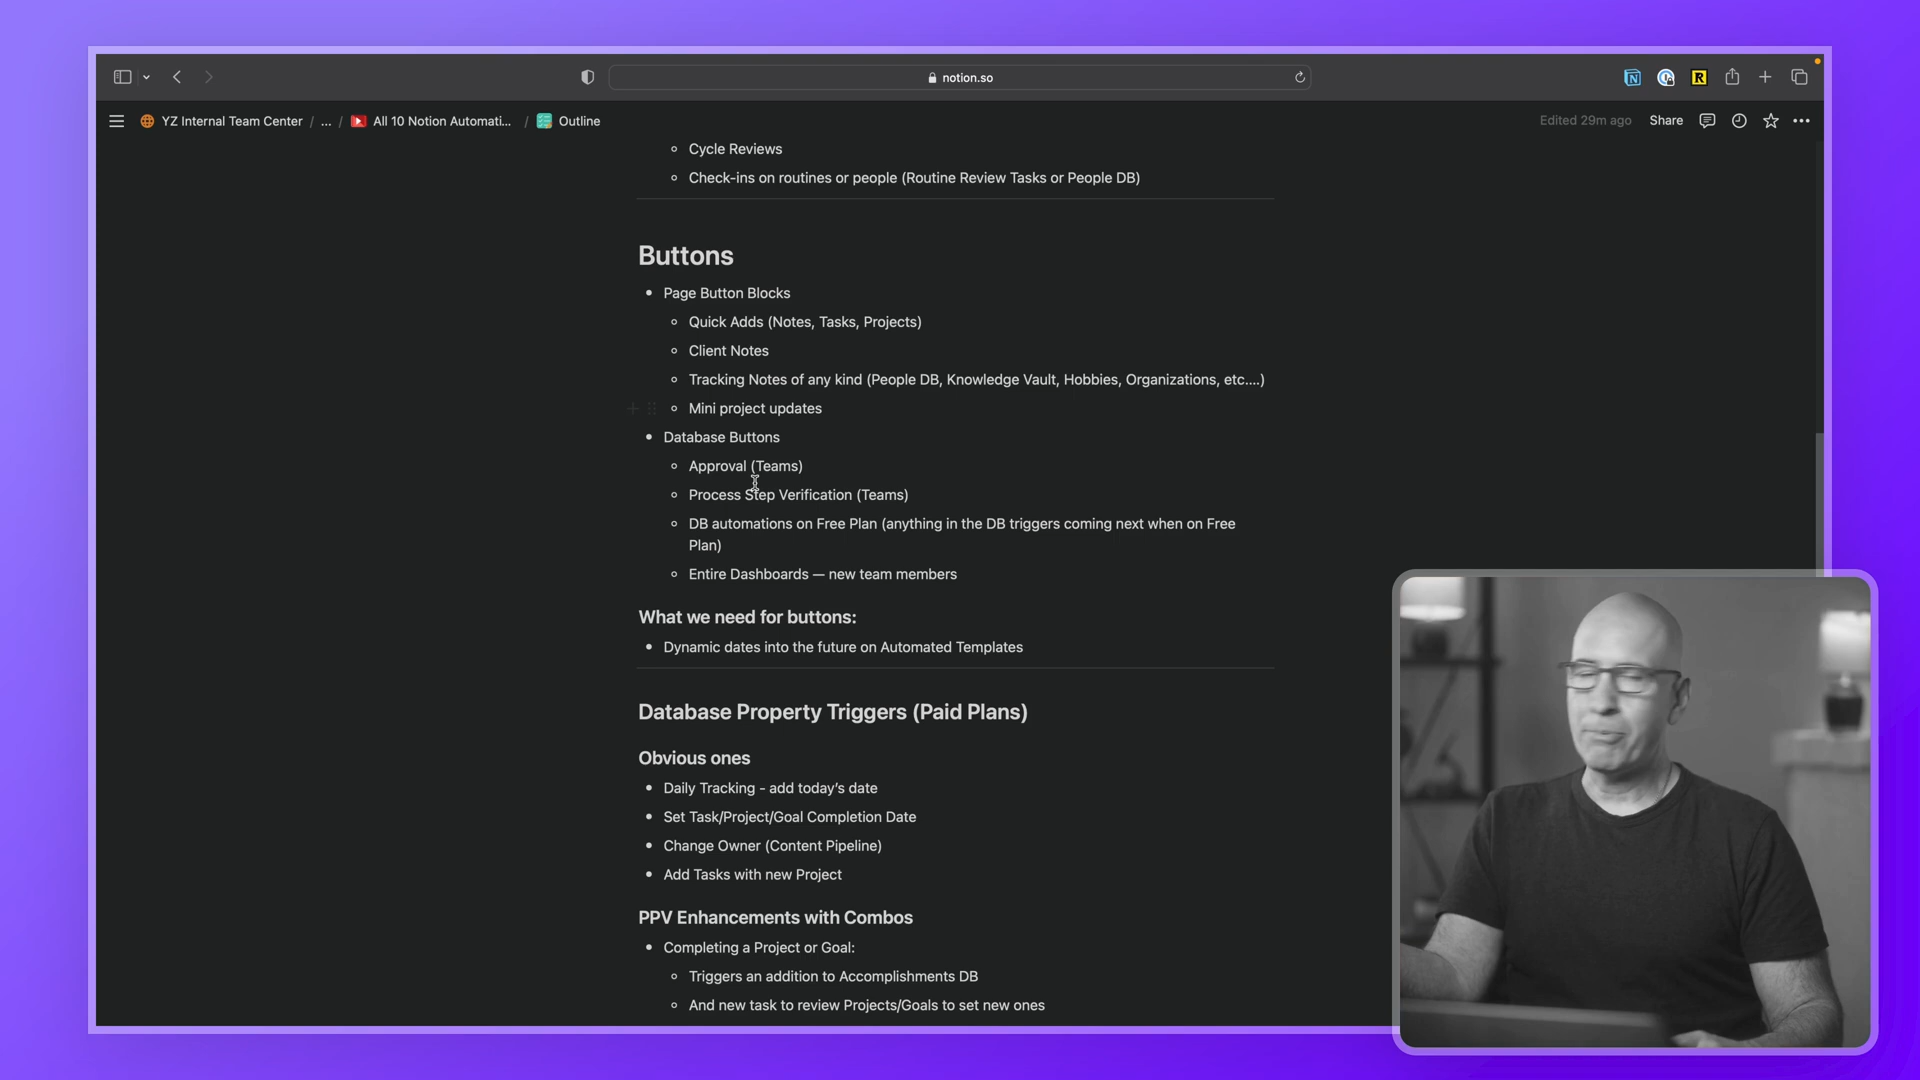 notion.so
YZ Internal Team Center / ... / All 10 Notion Automati... / Outline
Edited 29m ago Share
Cycle Reviews
Check-ins on routines or people (Routine Review Tasks or People DB)
Buttons
Page Button Blocks
Quick Adds (Notes, Tasks, Projects)
Client Notes
Tracking Notes of any kind (People DB, Knowledge Vault, Hobbies, Organizations, etc....)
Mini project updates
Database Buttons
Approval (Teams)
Process Step Verification (Teams)
DB automations on Free Plan (anything in the DB triggers coming next when on Free
Plan)
Entire Dashboards — new team members
What we need for buttons:
Dynamic dates into the future on Automated Templates
Database Property Triggers (Paid Plans)
Obvious ones
Daily Tracking - add today's date
Set Task/Project/Goal Completion Date
Change Owner (Content Pipeline)
Add Tasks with new Project
PPV Enhancements with Combos
Completing a Project or Goal:
Triggers an addition to Accomplishments DB
And new task to review Projects/Goals to set new ones